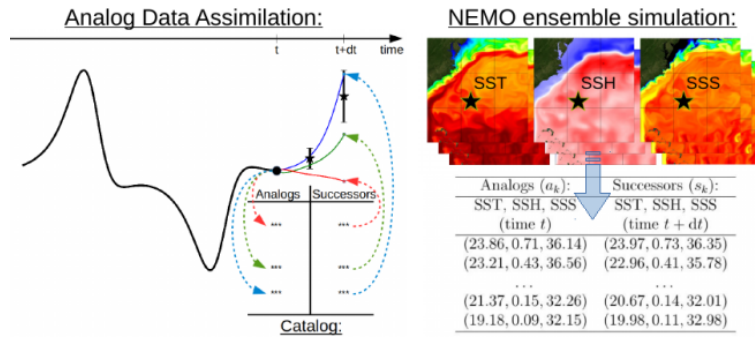 Analog Data Assimilation:
t
t+dt
time
Analogs
Successors
***
***
***
***
***
***
Catalog:
NEMO ensemble simulation:
SST
SSH
SSS
Analogs (aₖ):
Successors (sₖ):
SST, SSH, SSS
SST, SSH, SSS
(time t)
(time t + dt)
(23.86, 0.71, 36.14)
(23.97, 0.73, 36.35)
(23.21, 0.43, 36.56)
(22.96, 0.41, 35.78)
...
...
(21.37, 0.15, 32.26)
(20.67, 0.14, 32.01)
(19.18, 0.09, 32.15)
(19.98, 0.11, 32.98)